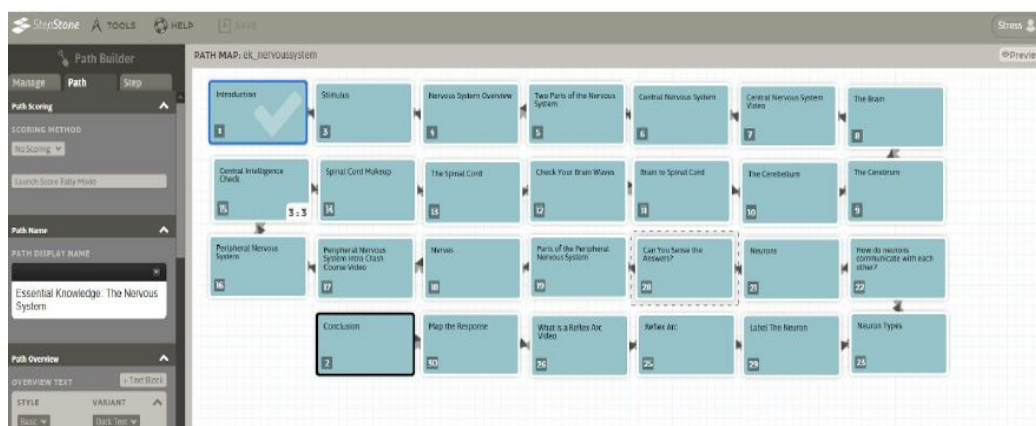 StepStone TOOLS HELP SAVE Stress
Path Builder PATH MAP: ek_nervoussystem Preview
Manage Path Step
Path Scoring
SCORING METHOD
No Scoring
Launch Score Tally Mode
Path Name
PATH DISPLAY NAME
Essential Knowledge: The Nervous
System
Path Overview
OVERVIEW TEXT + Text Block
STYLE VARIANT
Basic Dark Text
Introduction
1
Stimulus
3
Nervous System Overview
4
Two Parts of the Nervous
System
5
Central Nervous System
6
Central Nervous System
Video
7
The Brain
8
Central Intelligence
Check
15
3:3
Spinal Cord Makeup
14
The Spinal Cord
13
Check Your Brain Waves
12
Brain to Spinal Cord
11
The Cerebellum
10
The Cerebrum
9
Peripheral Nervous
System
16
Peripheral Nervous
System Intro Crash
Course Video
17
Nerves
18
Parts of the Peripheral
Nervous System
19
Can You Sense the
Answers?
28
Neurons
21
How do neurons
communicate with each
other?
22
Conclusion
2
Map the Response
30
What is a Reflex Arc
Video
26
Reflex Arc
25
Label The Neuron
29
Neuron Types
23